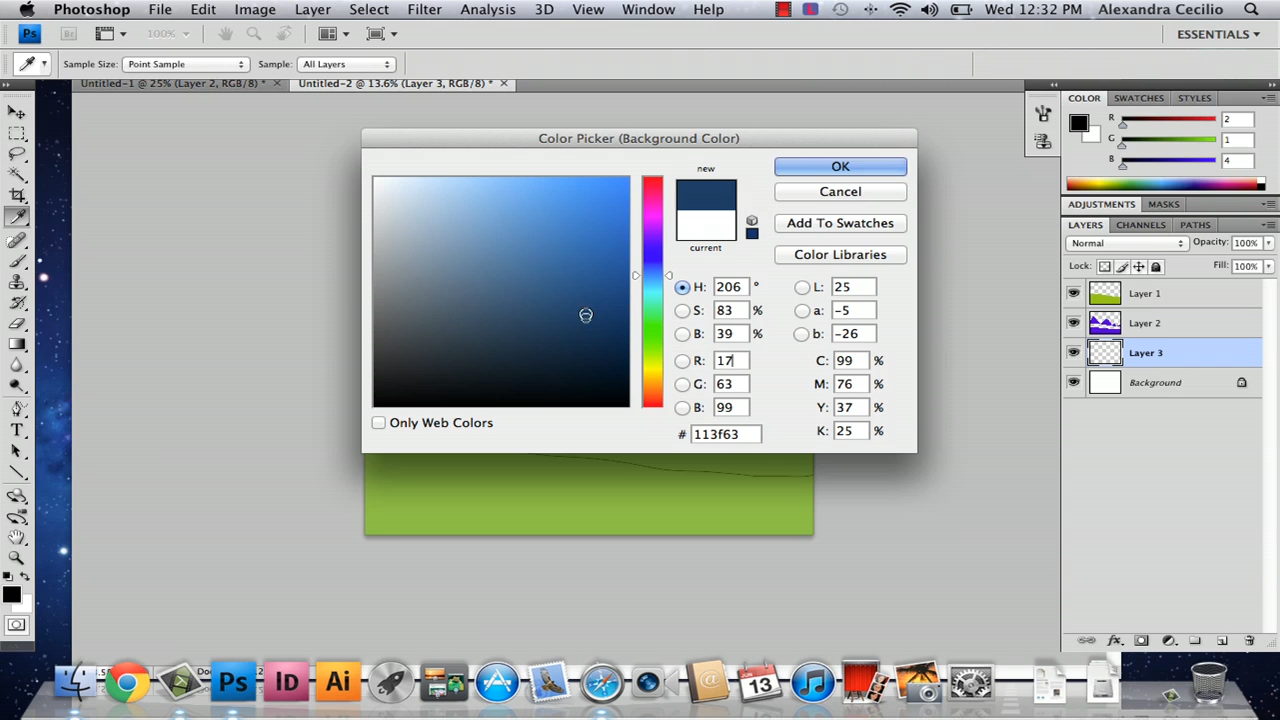 Photoshop File Edit Image Layer Select Filter Analysis 3D View Window Help Wed 12:32 PM Alexandra Cecilio
Ps Br 100% ESSENTIALS
Sample Size: Point Sample Sample: All Layers
Untitled-1 @ 25% (Layer 2, RGB/8) * Untitled-2 @ 13.6% (Layer 3, RGB/8) *
COLOR SWATCHES STYLES
R 2
G 1
B 4
ADJUSTMENTS MASKS
LAYERS CHANNELS PATHS
Normal Opacity: 100%
Lock: Fill: 100%
Layer 1
Layer 2
Layer 3
Background
Color Picker (Background Color)
new
current
OK
Cancel
Add To Swatches
Color Libraries
H: 206 ° L: 25
S: 83 % a: -5
B: 39 % b: -26
R: 17 C: 99 %
G: 63 M: 76 %
B: 99 Y: 37 %
# 113f63 K: 25 %
Only Web Colors
T
fx
Ps ID Ai JUN 13